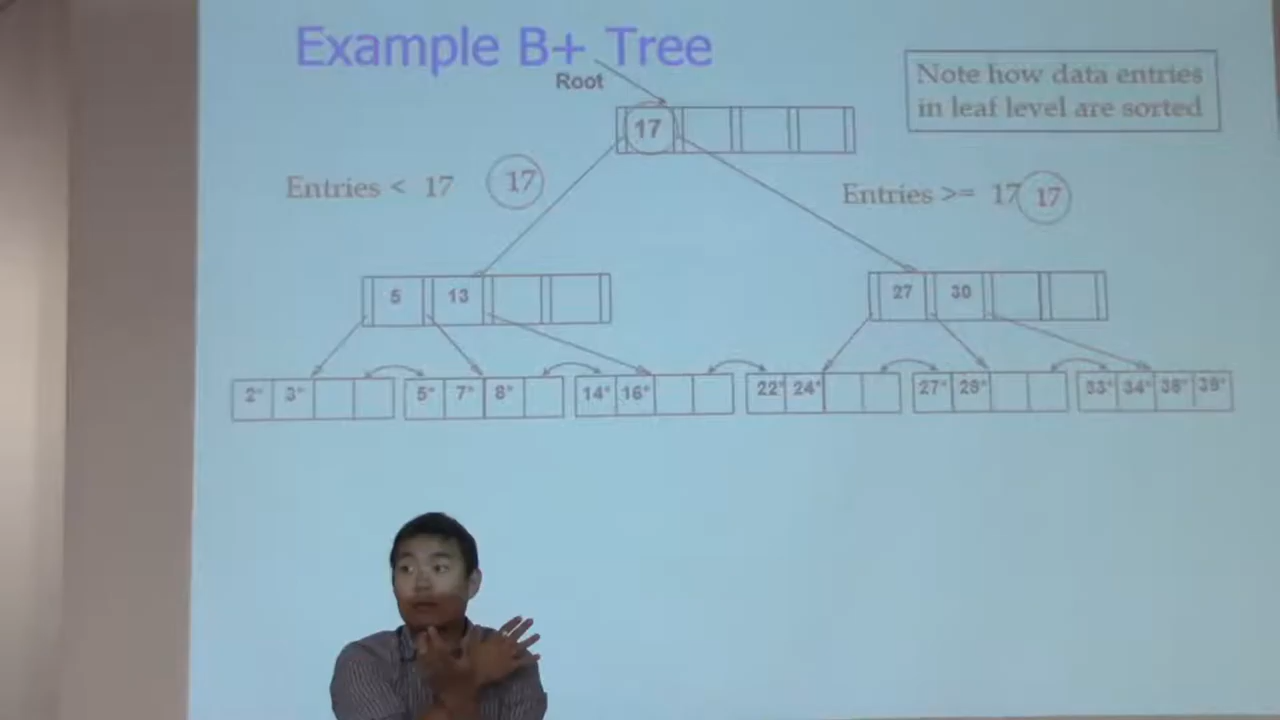 Example B+ Tree
Root
Note how data entries
in leaf level are sorted
17
Entries < 17 17
Entries >= 17 17
5 13
27 30
2* 3* 5* 7* 8* 14* 16* 22* 24* 27* 28* 33* 34* 38* 39*